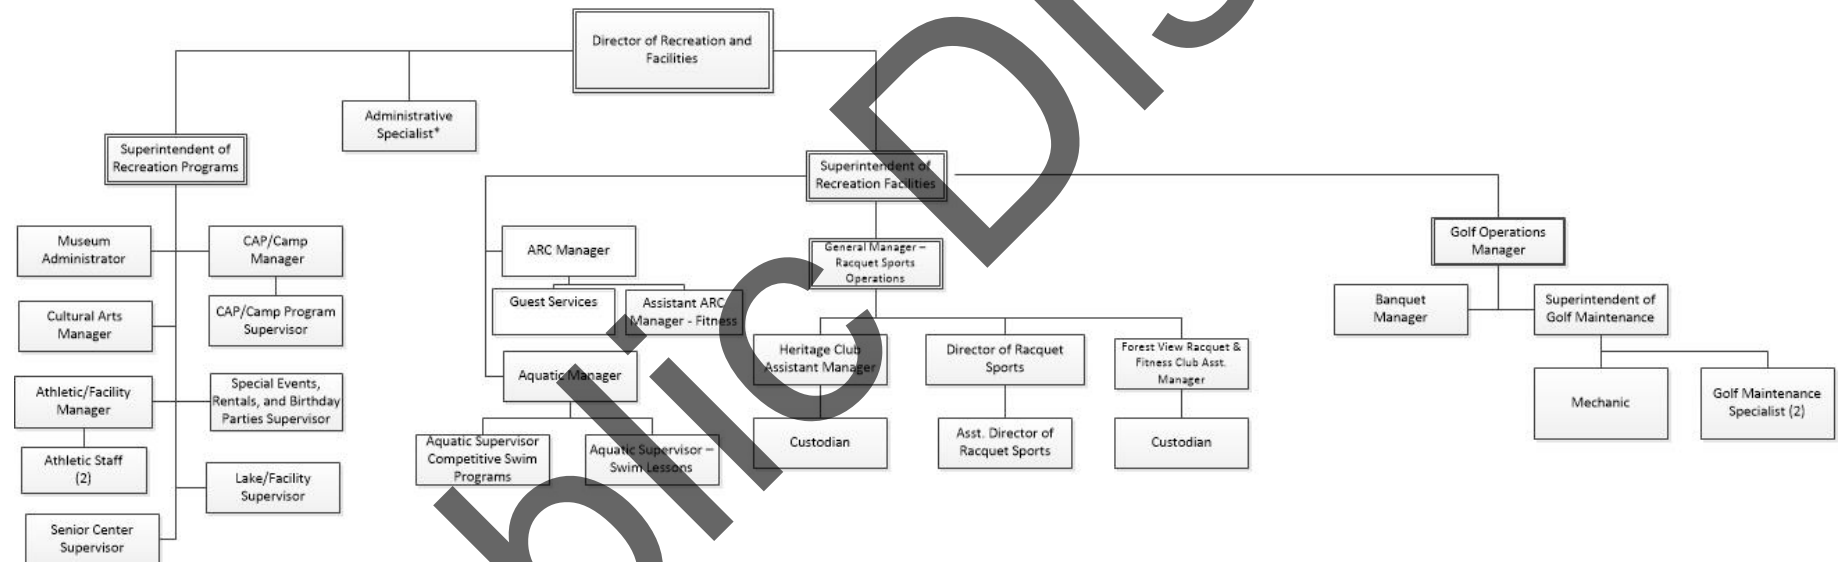 Director of Recreation and
Facilities
Administrative
Specialist*
Superintendent of
Recreation Programs
Museum
Administrator
CAP/Camp
Manager
Cultural Arts
Manager
CAP/Camp Program
Supervisor
Athletic/Facility
Manager
Special Events,
Rentals, and Birthday
Parties Supervisor
Athletic Staff
(2)
Lake/Facility
Supervisor
Senior Center
Supervisor
Superintendent of
Recreation Facilities
ARC Manager
Guest Services
Assistant ARC
Manager - Fitness
Aquatic Manager
Aquatic Supervisor
Competitive Swim
Programs
Aquatic Supervisor –
Swim Lessons
General Manager –
Racquet Sports
Operations
Heritage Club
Assistant Manager
Custodian
Director of Racquet
Sports
Asst. Director of
Racquet Sports
Forest View Racquet &
Fitness Club Asst.
Manager
Custodian
Golf Operations
Manager
Banquet
Manager
Superintendent of
Golf Maintenance
Mechanic
Golf Maintenance
Specialist (2)
blic Dis